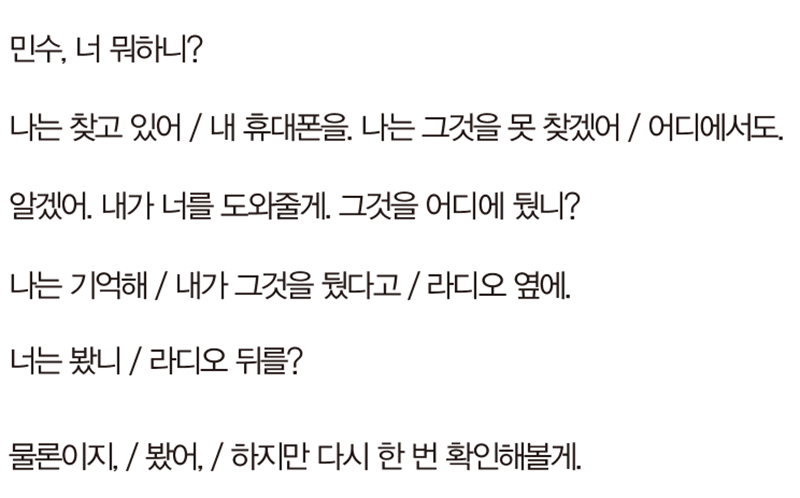 민수, 너 뭐하니?
나는 찾고 있어 / 내 휴대폰을. 나는 그것을 못 찾겠어 / 어디에서도.
알겠어. 내가 너를 도와줄게. 그것을 어디에 뒀니?
나는 기억해 / 내가 그것을 뒀다고 / 라디오 옆에.
너는 봤니 / 라디오 뒤를?
물론이지, / 봤어, / 하지만 다시 한 번 확인해볼게.